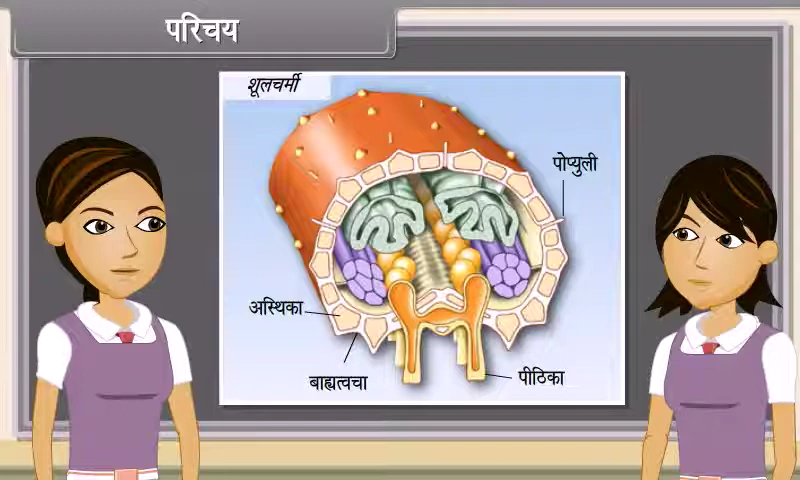 परिचय
शूलचर्मी
पोप्युली
अस्थिका
बाह्यत्वचा
पीठिका